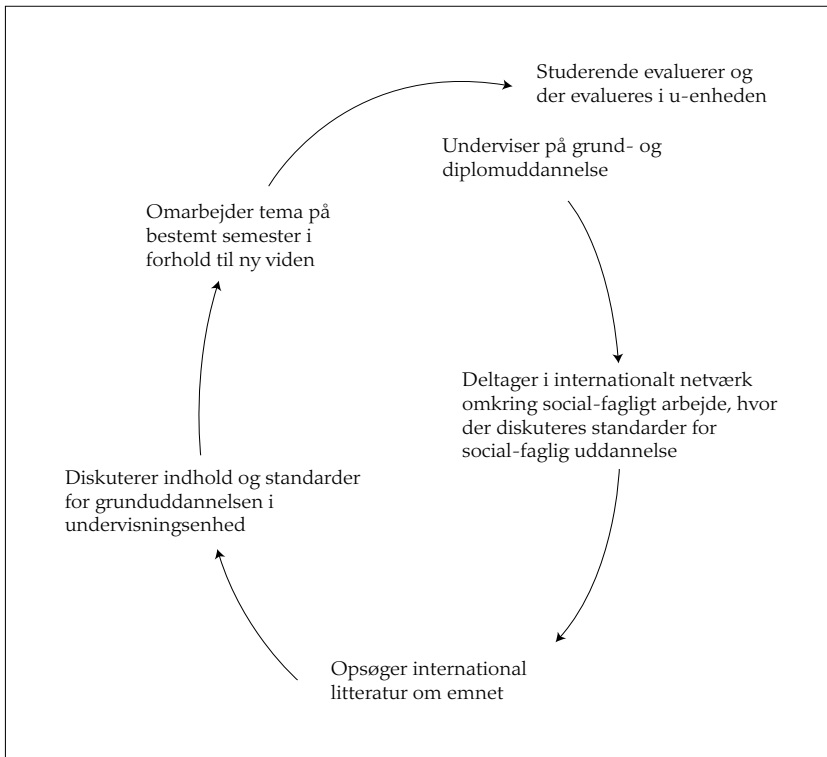 Studerende evaluerer og
der evalueres i u-enheden
Underviser på grund- og
diplomuddannelse
Omarbejder tema på
bestemt semester i
forhold til ny viden
Deltager i internationalt netværk
omkring social-fagligt arbejde, hvor
der diskuteres standarder for
social-faglig uddannelse
Diskuterer indhold og standarder
for grunduddannelsen i
undervisningsenhed
Opsøger international
litteratur om emnet